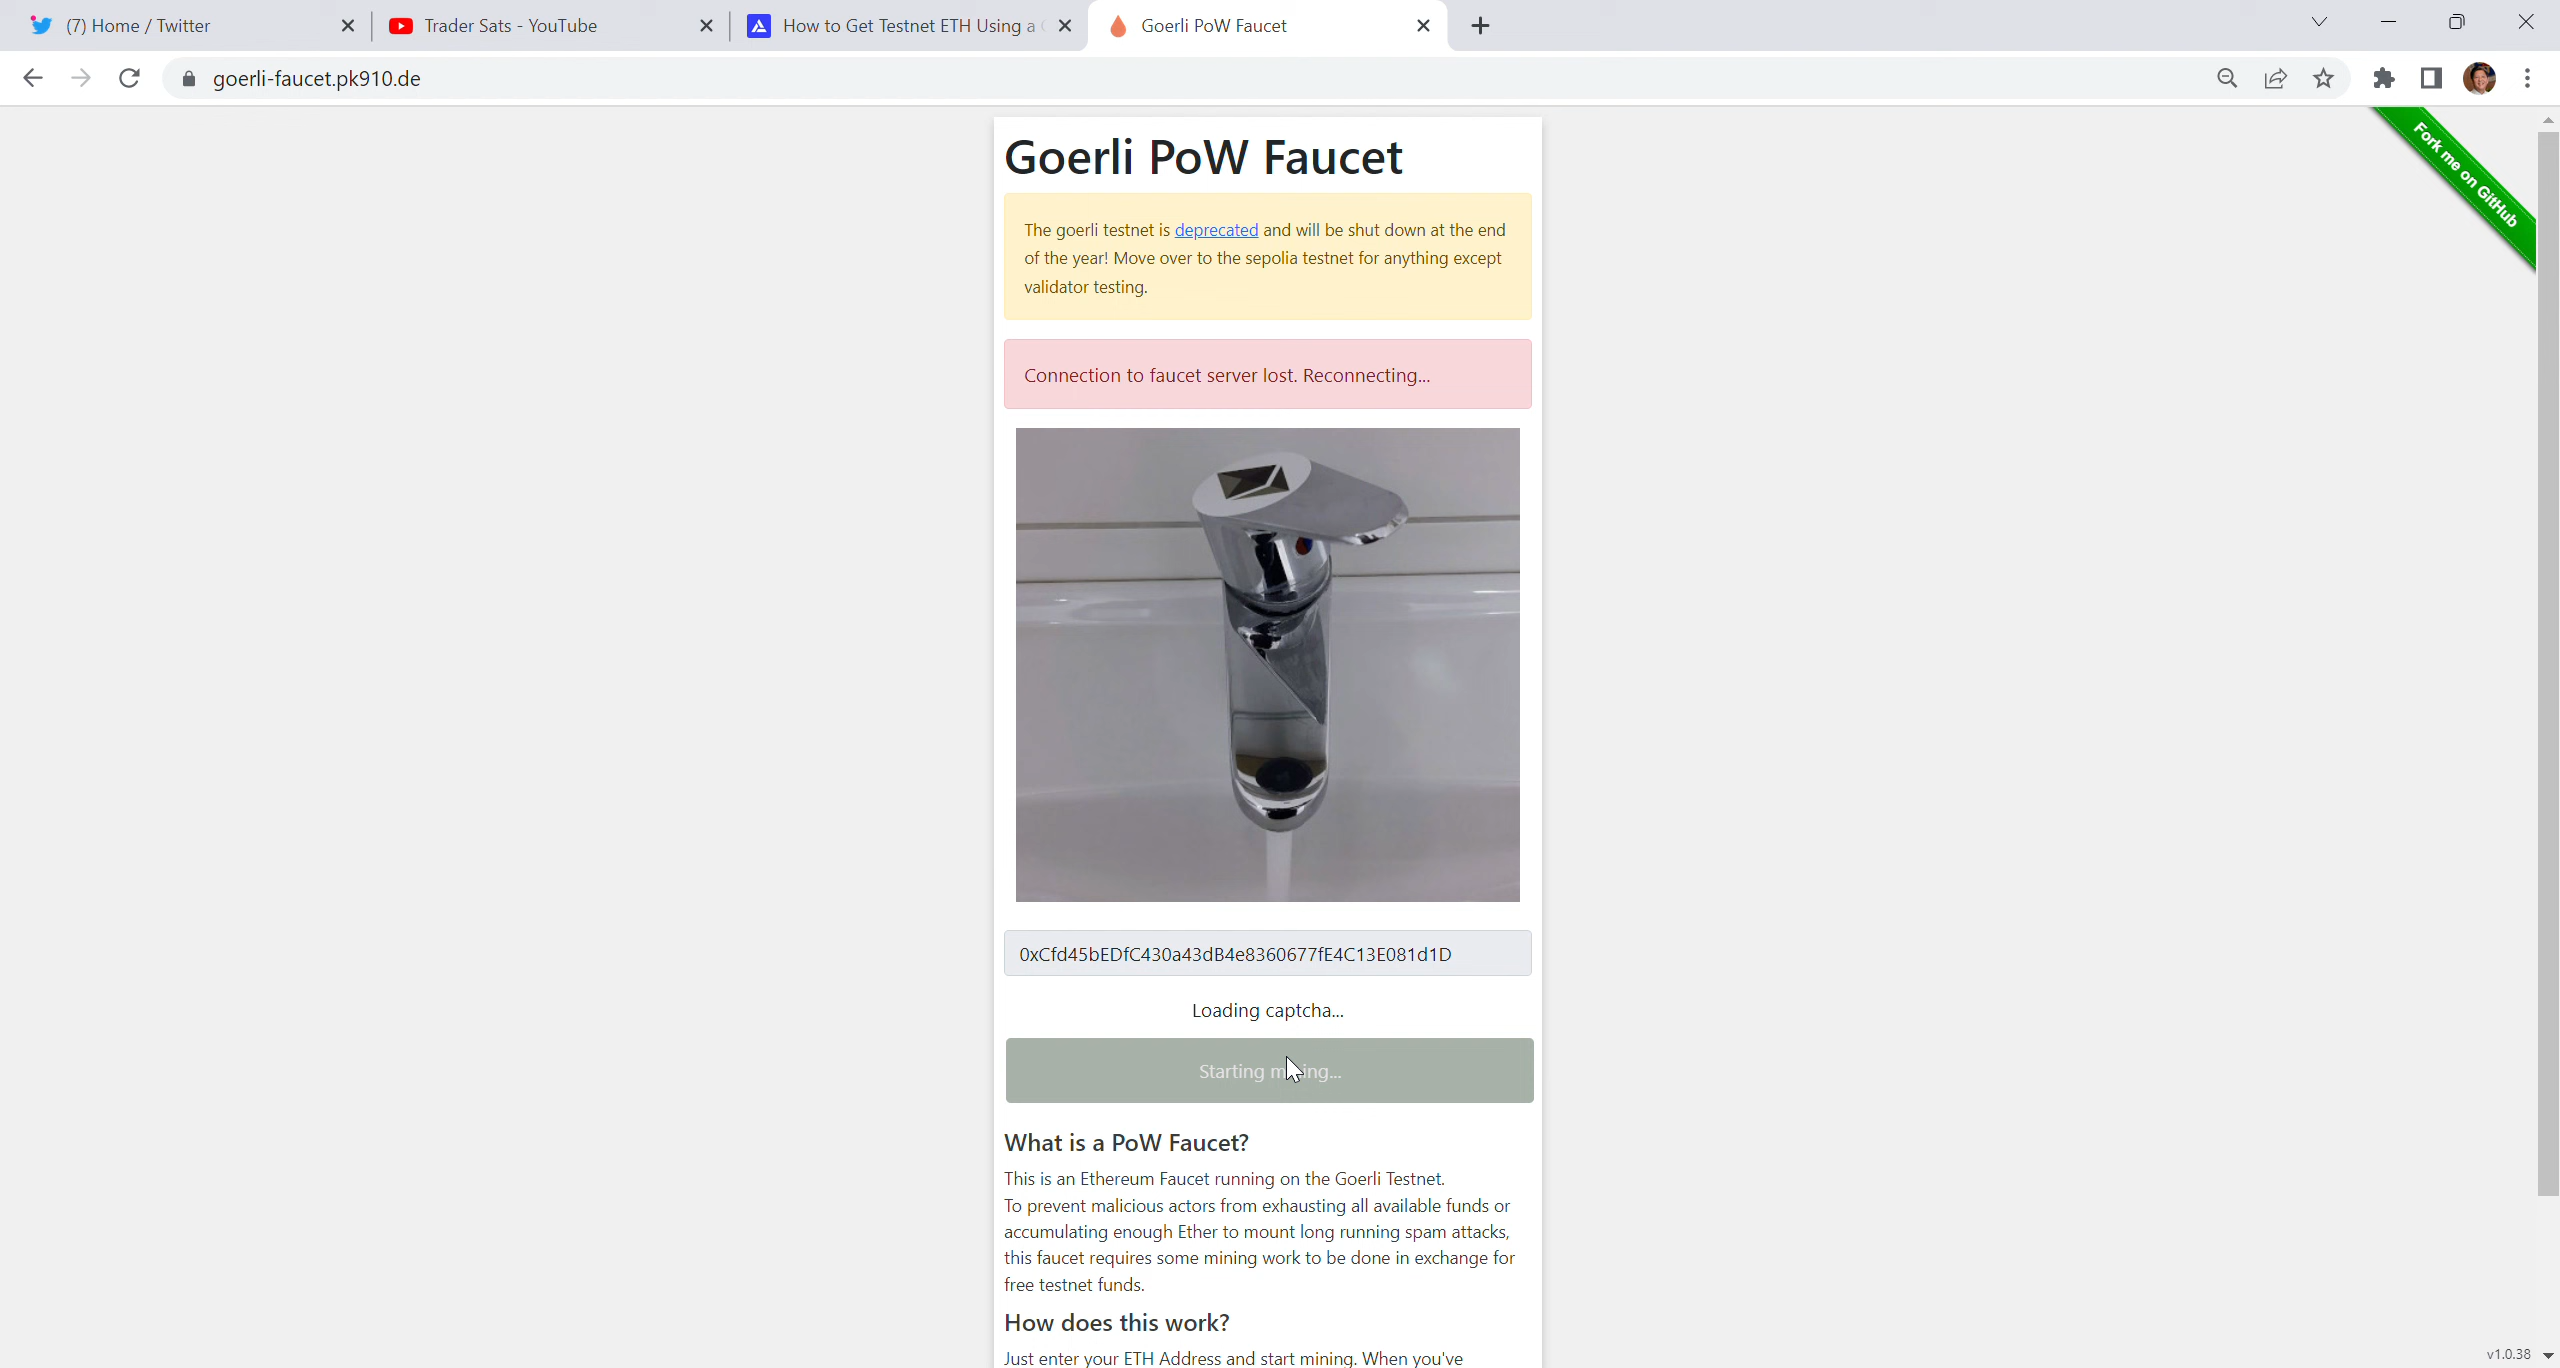 (7) Home / Twitter
Trader Sats - YouTube
How to Get Testnet ETH Using a
Goerli PoW Faucet
goerli-faucet.pk910.de
Fork me on GitHub
Goerli PoW Faucet
The goerli testnet is deprecated and will be shut down at the end
of the year! Move over to the sepolia testnet for anything except
validator testing.
Connection to faucet server lost. Reconnecting...
0xCfd45bEDfC430a43dB4e8360677fE4C13E081d1D
Loading captcha...
Starting mining...
What is a PoW Faucet?
This is an Ethereum Faucet running on the Goerli Testnet.
To prevent malicious actors from exhausting all available funds or
accumulating enough Ether to mount long running spam attacks,
this faucet requires some mining work to be done in exchange for
free testnet funds.
How does this work?
Just enter your ETH Address and start mining. When you've
v1.0.38